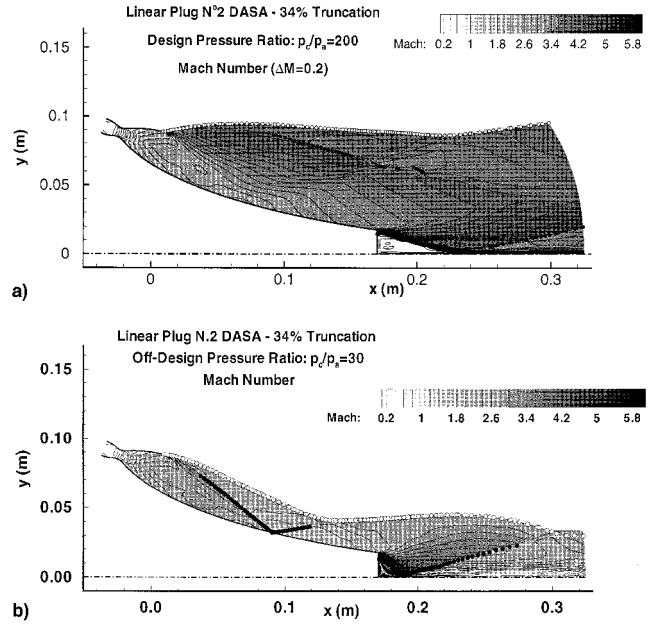 Linear Plug Nº2 DASA - 34% Truncation
Design Pressure Ratio: pc/pa=200
Mach Number (ΔM=0.2)
Mach: 0.2 1 1.8 2.6 3.4 4.2 5 5.8
0.15
0.1
0.05
0
y (m)
0 0.1 0.2 0.3
x (m)
a)
Linear Plug N.2 DASA - 34% Truncation
Off-Design Pressure Ratio: pc/pa=30
Mach Number
Mach: 0.2 1 1.8 2.6 3.4 4.2 5 5.8
0.15
0.10
0.05
0.00
y (m)
0.0 0.1 0.2 0.3
x (m)
b)